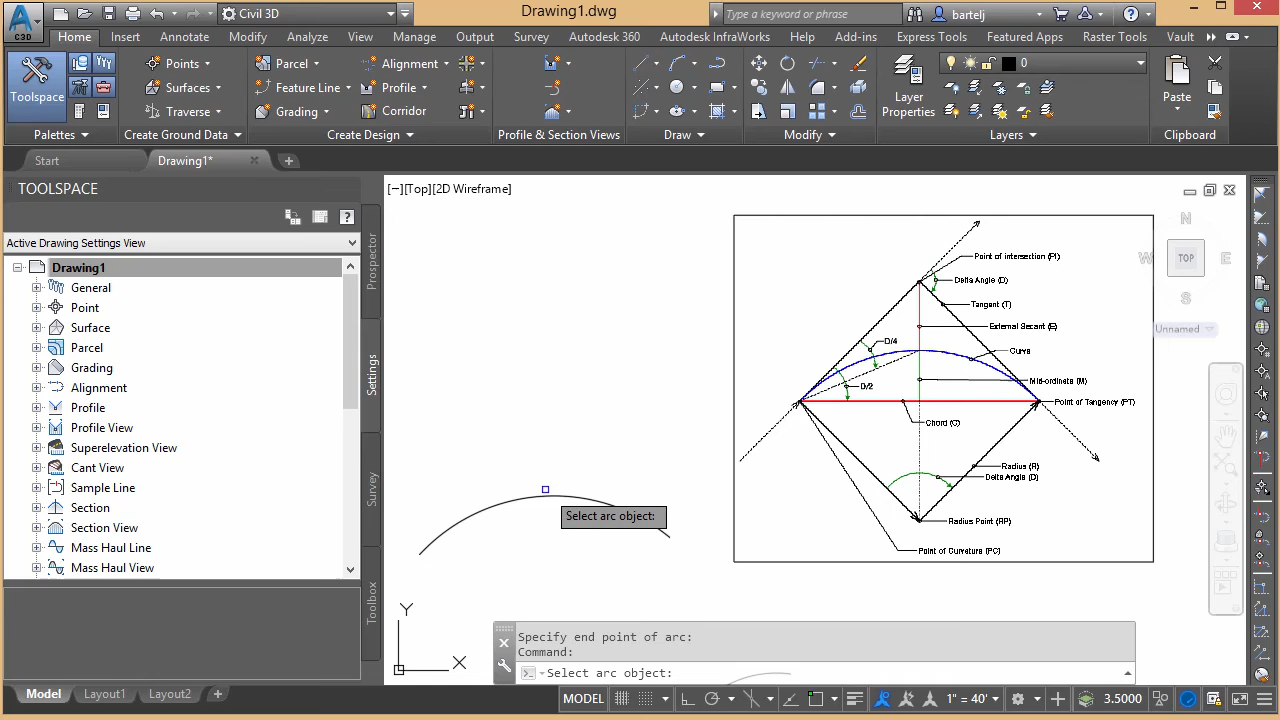 C3D
Civil 3D
Drawing1.dwg
Type a keyword or phrase
bartelj
Home
Insert
Annotate
Modify
Analyze
View
Manage
Output
Survey
Autodesk 360
Autodesk InfraWorks
Help
Add-ins
Express Tools
Featured Apps
Raster Tools
Vault
Toolspace
Palettes
Points
Surfaces
Traverse
Create Ground Data
Parcel
Feature Line
Grading
Alignment
Profile
Corridor
Create Design
Profile & Section Views
Draw
Modify
Layer
Properties
0
Layers
Paste
Clipboard
Start
Drawing1*
TOOLSPACE
Active Drawing Settings View
Drawing1
General
Point
Surface
Parcel
Grading
Alignment
Profile
Profile View
Superelevation View
Cant View
Sample Line
Section
Section View
Mass Haul Line
Mass Haul View
Prospector
Settings
Survey
Toolbox
[−][Top][2D Wireframe]
N
W
TOP
E
S
Unnamed
Point of intersection (PI)
Delta Angle (D)
Tangent (T)
External Secant (E)
D/4
Curve
D/2
Mid-ordinate (M)
Point of Tangency (PT)
Chord (C)
Radius (R)
Delta Angle (D)
Radius Point (RP)
Point of Curvature (PC)
Select arc object:
Y
X
Specify end point of arc:
Command:
Select arc object:
Model
Layout1
Layout2
MODEL
1" = 40'
3.5000